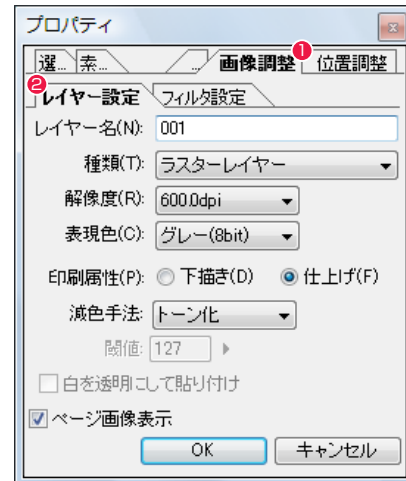 プロパティ
選... 素... ... 画像調整 1 位置調整
2 レイヤー設定 フィルタ設定
レイヤー名(N): 001
種類(T): ラスターレイヤー
解像度(R): 600.0dpi
表現色(C): グレー(8bit)
印刷属性(P): 下描き(D) 仕上げ(F)
減色手法: トーン化
閾値: 127
白を透明にして貼り付け
ページ画像表示
OK キャンセル